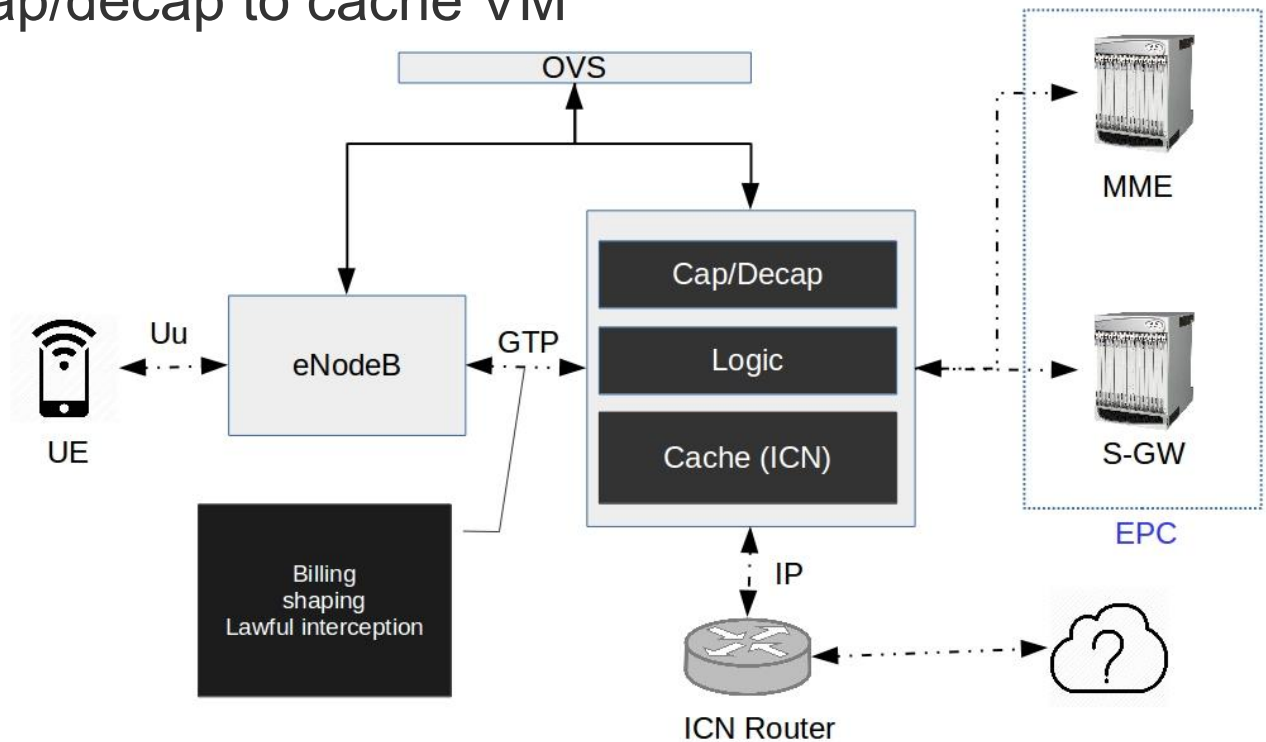 ap/decap to cache VM
OVS
MME
Cap/Decap
Uu
GTP
eNodeB
Logic
UE
Cache (ICN)
S-GW
EPC
Billing
shaping
Lawful interception
IP
?
ICN Router